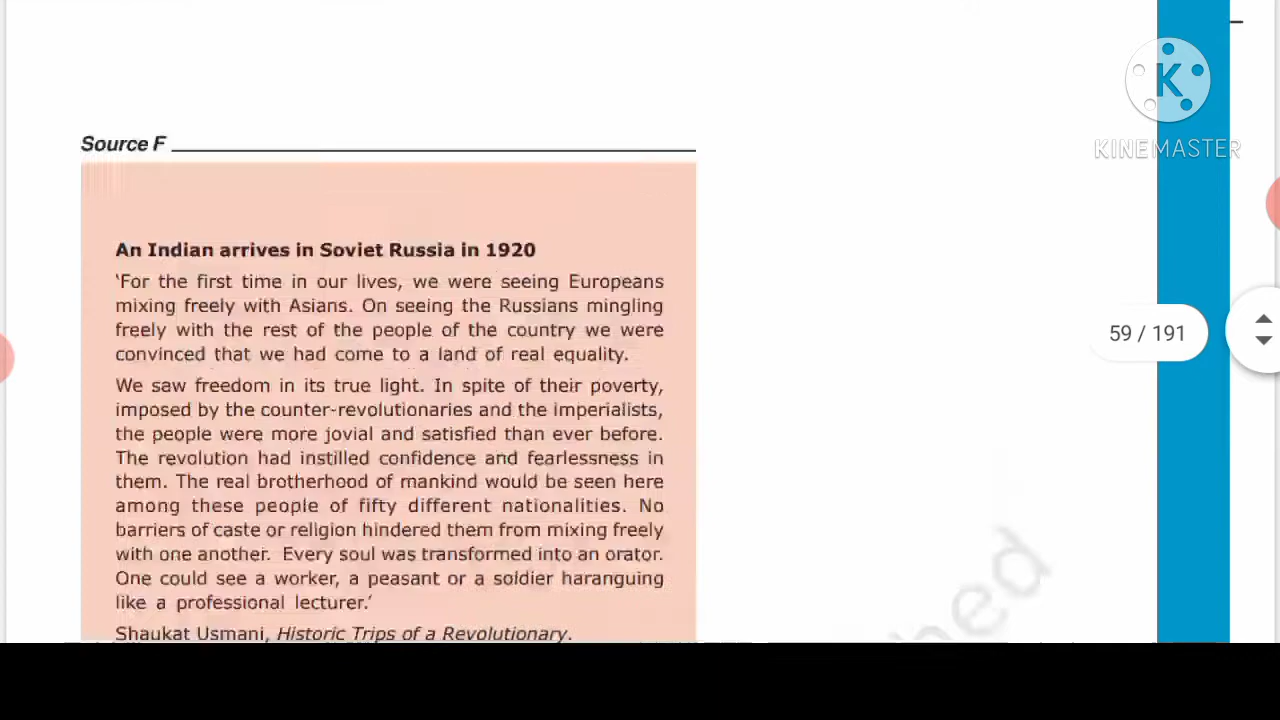 KINEMASTER
Source F
An Indian arrives in Soviet Russia in 1920
‘For the first time in our lives, we were seeing Europeans
mixing freely with Asians. On seeing the Russians mingling
freely with the rest of the people of the country we were
convinced that we had come to a land of real equality.
We saw freedom in its true light. In spite of their poverty,
imposed by the counter-revolutionaries and the imperialists,
the people were more jovial and satisfied than ever before.
The revolution had instilled confidence and fearlessness in
them. The real brotherhood of mankind would be seen here
among these people of fifty different nationalities. No
barriers of caste or religion hindered them from mixing freely
with one another. Every soul was transformed into an orator.
One could see a worker, a peasant or a soldier haranguing
like a professional lecturer.’
Shaukat Usmani, Historic Trips of a Revolutionary.
59 / 191